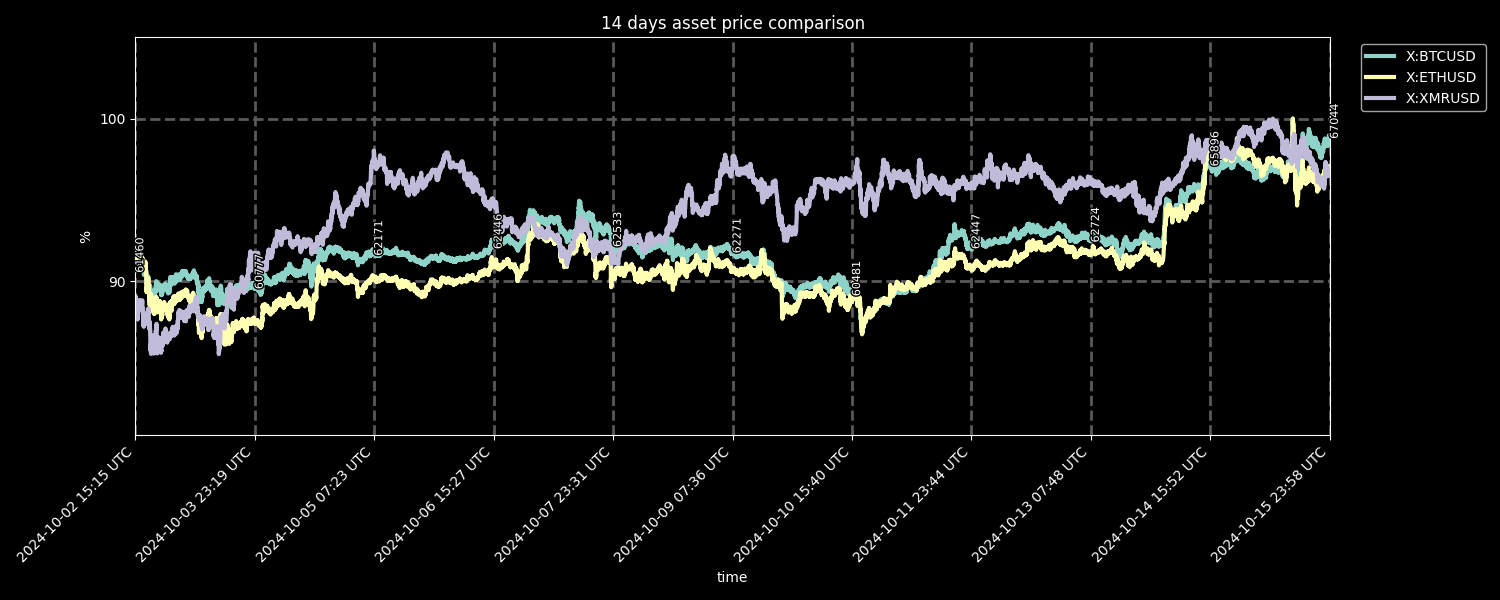 14 days asset price comparison
X:BTCUSD
X:ETHUSD
X:XMRUSD
100
90
%
61460
62171
62446
62533
62271
60481
62447
62724
65896
67044
2024-10-02 15:15 UTC
2024-10-03 23:19 UTC
2024-10-05 07:23 UTC
2024-10-06 15:27 UTC
2024-10-07 23:31 UTC
2024-10-09 07:36 UTC
2024-10-10 15:40 UTC
2024-10-11 23:44 UTC
2024-10-13 07:48 UTC
2024-10-14 15:52 UTC
2024-10-15 23:58 UTC
time